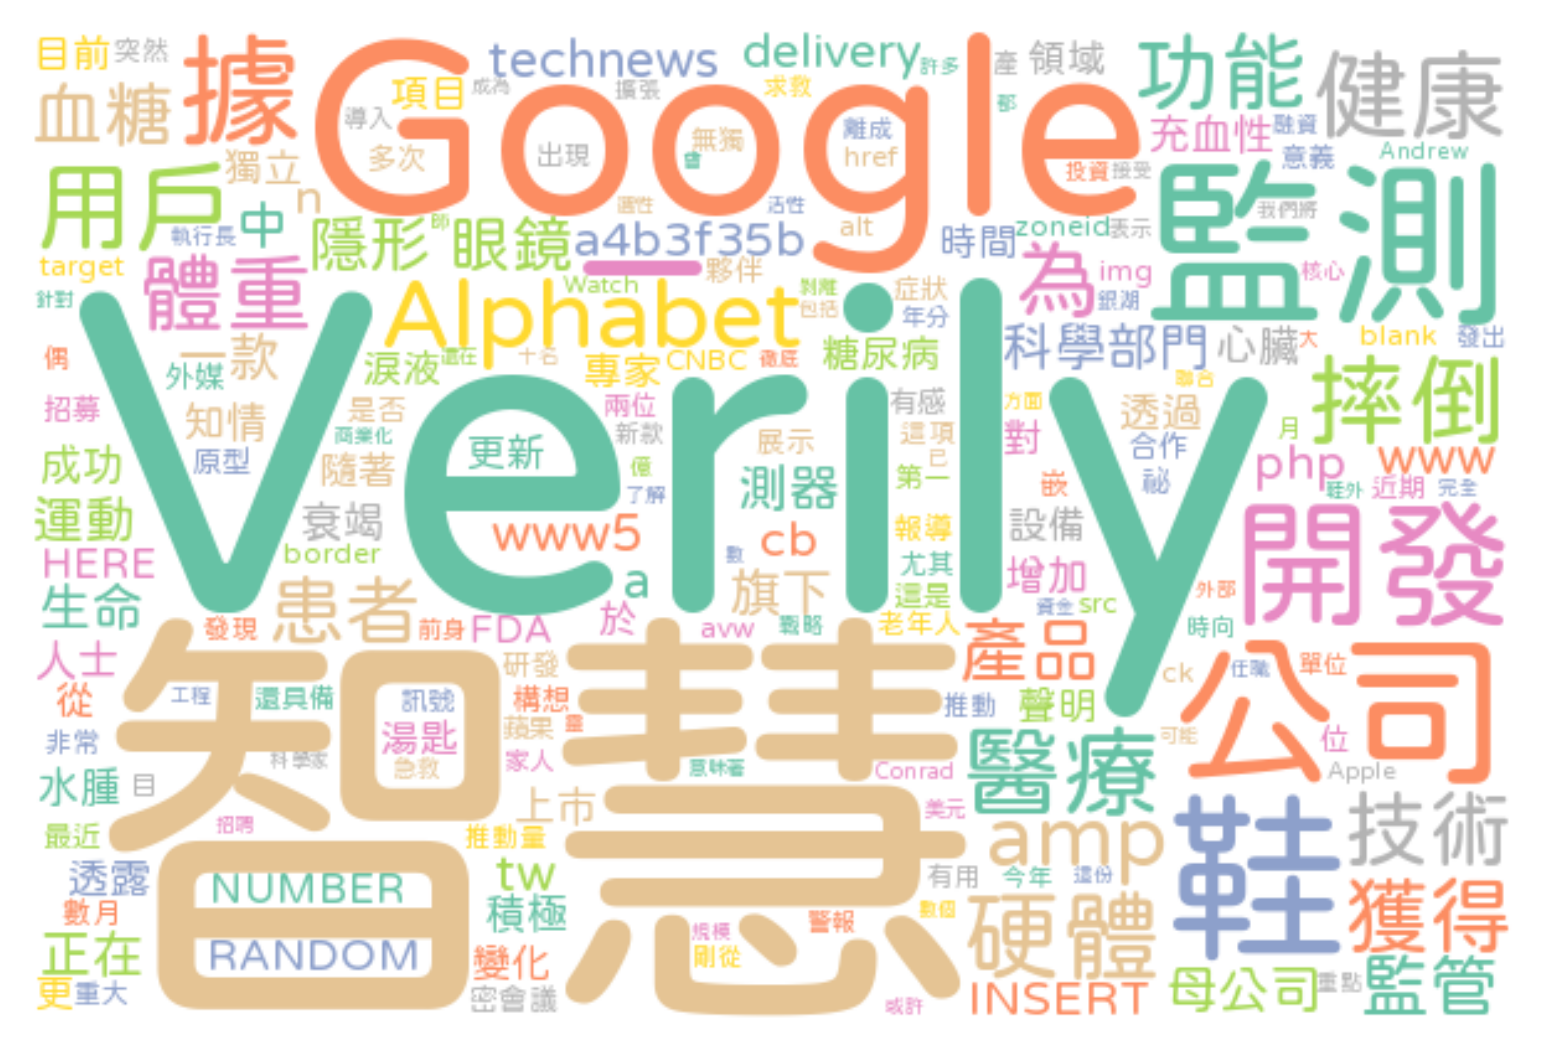 目前 突然 據 Google technews delivery 許多 產 領域 功能 健康
血糖 項目 成為 擴張 求救 都 充血性 融資
導入 多次 出現 無獨 會 離成 href 投資 接受 意義 Andrew
用戶 獨立 n 中 執行長 隱形 眼鏡 a4b3f35b 活性 alt 時間 zoneid 表示 監測 我們將
target 體重 夥伴 為 img 核心
針對 Verily Alphabet Watch 剝離 包括 症狀 年分 銀湖
偶 外媒 一款 淚液 還在 十名 專家 CNBC 徹底 糖尿病 科學部門 心臟 大 blank 發出
招募 知情 是否 商業化 兩位 新款 展示 有感 這項 方面 聯合 對 透過 合作 月 摔倒
成功 原型 隨著 更新 億 了解 測器 已 第一 嵌 祕 php www 鞋外 近期 完全
運動 衰竭 www5 數 cb 報導 設備 開發
HERE border a 旗下 尤其 這是 增加 資金 src 外部
生命 發現 患者 前身 FDA 於 avw 戰略 老年人 產品 時向
人士 智慧 研發 ck 公司 任職 單位
從 工程 還具備 訊號 構想 推動 聲明
非常 科學家 湯匙 急救 蘋果 家人 意味著 Conrad 醫療 可能 位 Apple
水腫 目 上市 美元
最近 招聘 推動量 amp 鞋 技術
透露 NUMBER tw 有用 今年 這份
數月 積極 規模 警報 數個 硬體 獲得
正在 RANDOM 變化 剛從
更 重大 密會議 或許 INSERT 母公司 重點 監管